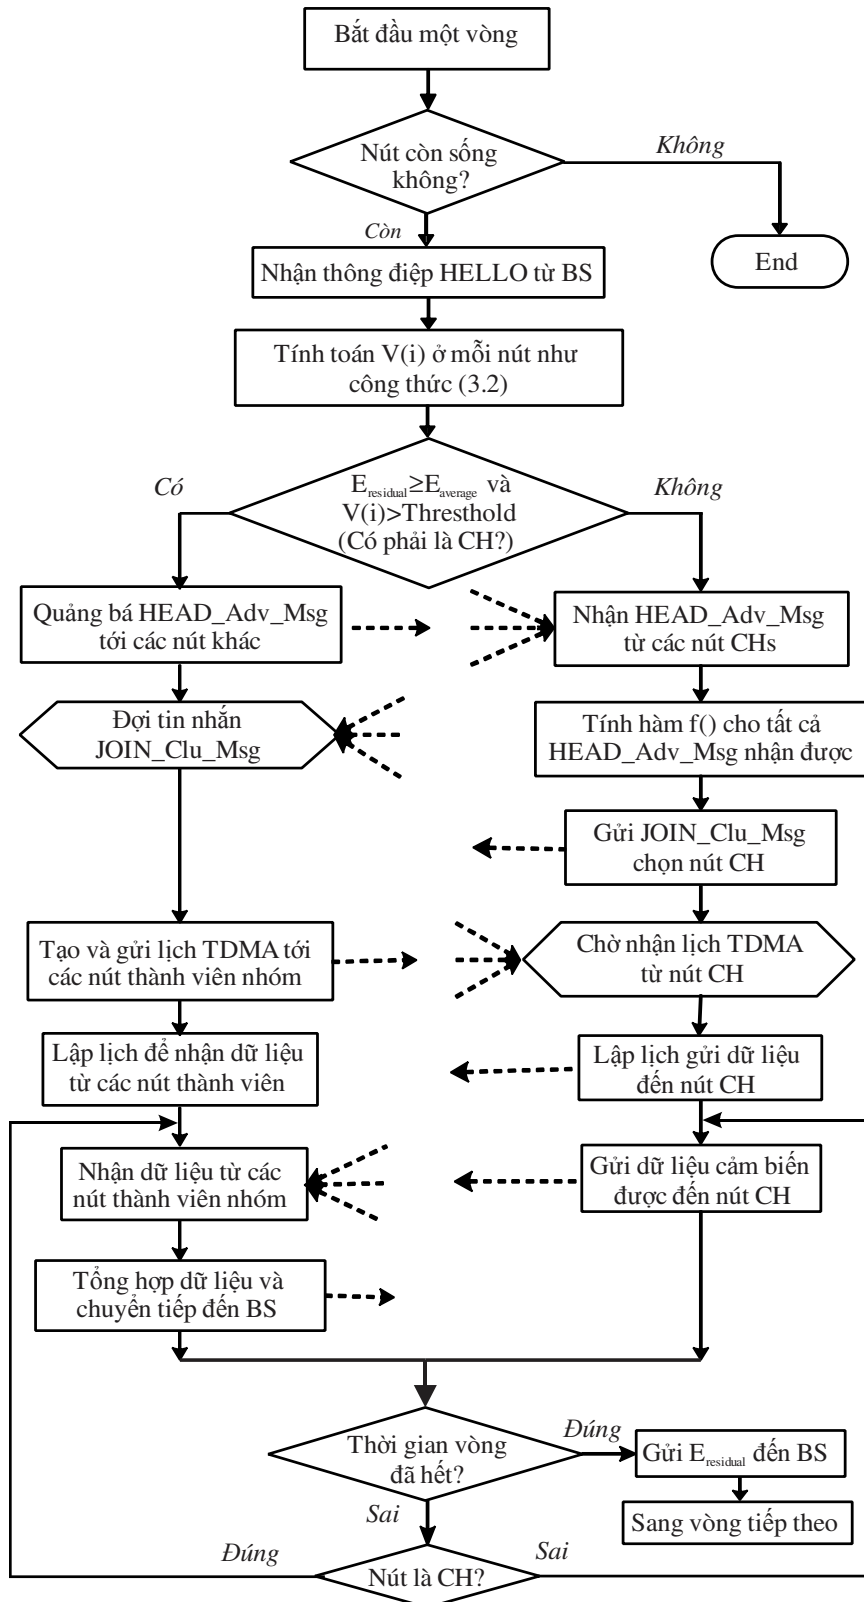 Bắt đầu một vòng
Nút còn sống
không?
Không
Còn
End
Nhận thông điệp HELLO từ BS
Tính toán V(i) ở mỗi nút như
công thức (3.2)
Có
E_residual≥E_average và
V(i)>Thresthold
(Có phải là CH?)
Không
Quảng bá HEAD_Adv_Msg
tới các nút khác
Nhận HEAD_Adv_Msg
từ các nút CHs
Đợi tin nhắn
JOIN_Clu_Msg
Tính hàm f() cho tất cả
HEAD_Adv_Msg nhận được
Gửi JOIN_Clu_Msg
chọn nút CH
Tạo và gửi lịch TDMA tới
các nút thành viên nhóm
Chờ nhận lịch TDMA
từ nút CH
Lập lịch để nhận dữ liệu
từ các nút thành viên
Lập lịch gửi dữ liệu
đến nút CH
Nhận dữ liệu từ các
nút thành viên nhóm
Gửi dữ liệu cảm biến
được đến nút CH
Tổng hợp dữ liệu và
chuyển tiếp đến BS
Thời gian vòng
đã hết?
Đúng
Gửi E_residual đến BS
Sang vòng tiếp theo
Sai
Đúng
Nút là CH?
Sai